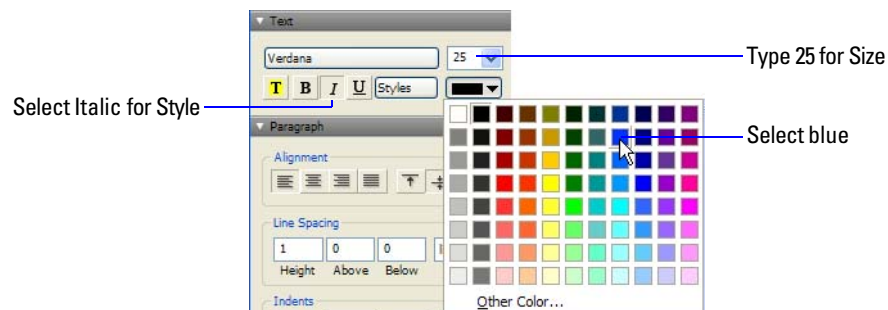 Text
Verdana
25
Type 25 for Size
T B I U Styles
Select Italic for Style
Paragraph
Select blue
Alignment
Line Spacing
1 0 0
Height Above Below
Indents
Other Color...